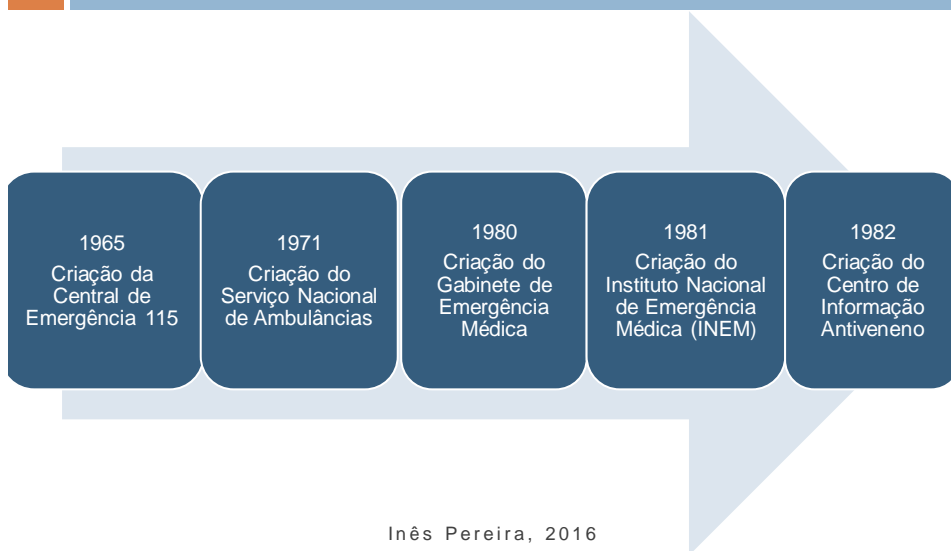 1965
Criação da
Central de
Emergência 115
1971
Criação do
Serviço Nacional
de Ambulâncias
1980
Criação do
Gabinete de
Emergência
Médica
1981
Criação do
Instituto Nacional
de Emergência
Médica (INEM)
1982
Criação do
Centro de
Informação
Antiveneno
Inês Pereira, 2016